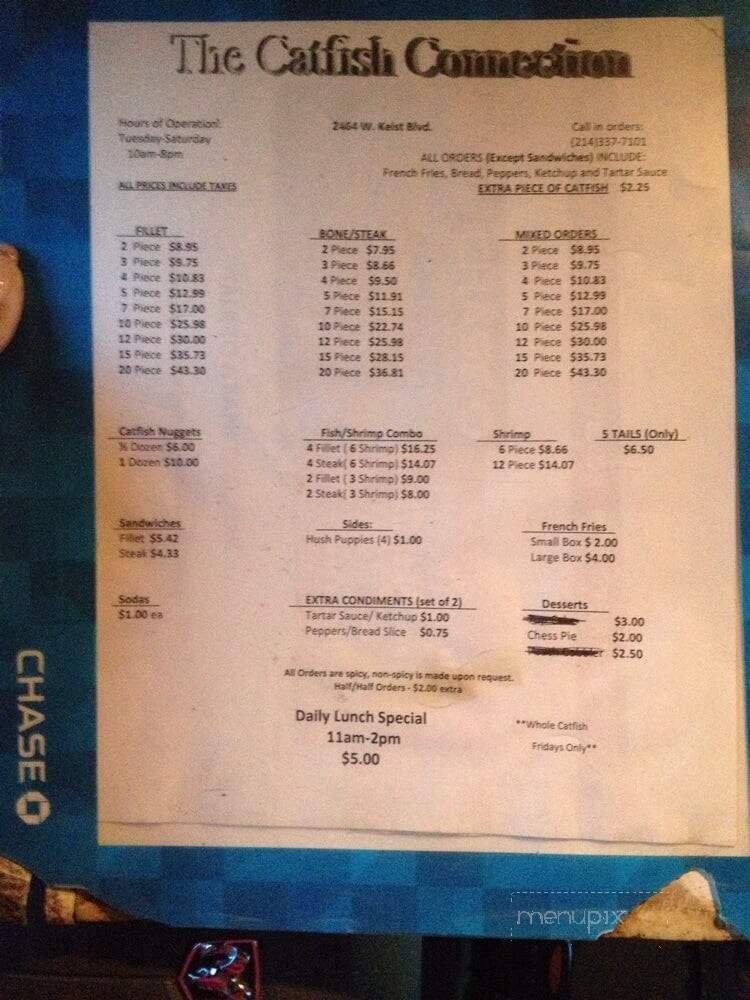 The Catfish Connection
Hours of Operation:
Tuesday-Saturday
10am-8pm
2464 W. Keist Blvd.
Call in orders:
(214)337-7101
ALL ORDERS (Except Sandwiches) INCLUDE:
French Fries, Bread, Peppers, Ketchup and Tartar Sauce
ALL PRICES INCLUDE TAXES
EXTRA PIECE OF CATFISH $2.25
FILLET
2 Piece $8.95
3 Piece $9.75
4 Piece $10.83
5 Piece $12.99
7 Piece $17.00
10 Piece $25.98
12 Piece $30.00
15 Piece $35.73
20 Piece $43.30
BONE/STEAK
2 Piece $7.95
3 Piece $8.66
4 Piece $9.50
5 Piece $11.91
7 Piece $15.15
10 Piece $22.74
12 Piece $25.98
15 Piece $28.15
20 Piece $36.81
MIXED ORDERS
2 Piece $8.95
3 Piece $9.75
4 Piece $10.83
5 Piece $12.99
7 Piece $17.00
10 Piece $25.98
12 Piece $30.00
15 Piece $35.73
20 Piece $43.30
Catfish Nuggets
½ Dozen $6.00
1 Dozen $10.00
Fish/Shrimp Combo
4 Fillet ( 6 Shrimp) $16.25
4 Steak( 6 Shrimp) $14.07
2 Fillet ( 3 Shrimp) $9.00
2 Steak( 3 Shrimp) $8.00
Shrimp
6 Piece $8.66
12 Piece $14.07
5 TAILS (Only)
$6.50
Sandwiches
Fillet $5.42
Steak $4.33
Sides:
Hush Puppies (4) $1.00
French Fries
Small Box $ 2.00
Large Box $4.00
Sodas
$1.00 ea
EXTRA CONDIMENTS (set of 2)
Tartar Sauce/ Ketchup $1.00
Peppers/Bread Slice $0.75
Desserts
$3.00
Chess Pie $2.00
$2.50
All Orders are spicy, non-spicy is made upon request.
Half/Half Orders - $2.00 extra
Daily Lunch Special
11am-2pm
$5.00
**Whole Catfish
Fridays Only**
CHASE
menupix